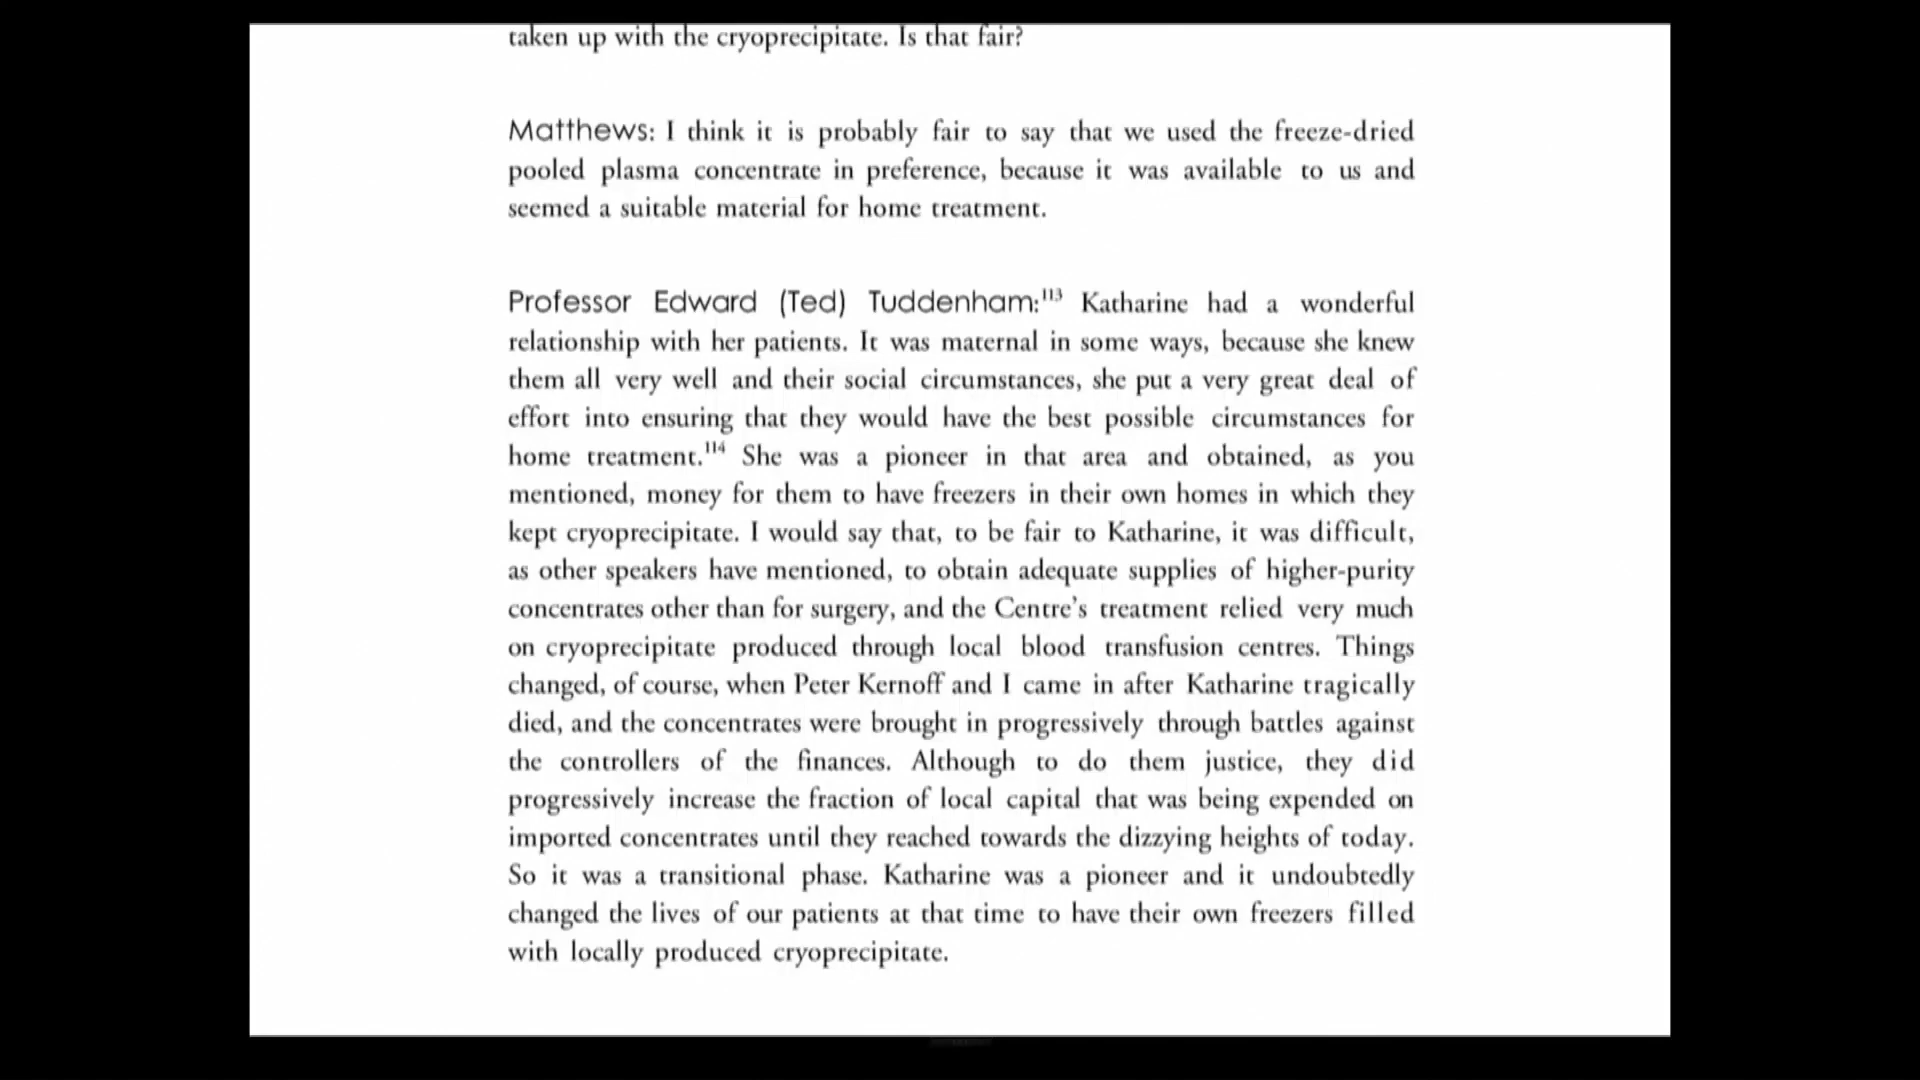 taken up with the cryoprecipitate. Is that fair?
Matthews: I think it is probably fair to say that we used the freeze-dried
pooled plasma concentrate in preference, because it was available to us and
seemed a suitable material for home treatment.
Professor Edward (Ted) Tuddenham:¹¹³ Katharine had a wonderful
relationship with her patients. It was maternal in some ways, because she knew
them all very well and their social circumstances, she put a very great deal of
effort into ensuring that they would have the best possible circumstances for
home treatment.¹¹⁴ She was a pioneer in that area and obtained, as you
mentioned, money for them to have freezers in their own homes in which they
kept cryoprecipitate. I would say that, to be fair to Katharine, it was difficult,
as other speakers have mentioned, to obtain adequate supplies of higher-purity
concentrates other than for surgery, and the Centre’s treatment relied very much
on cryoprecipitate produced through local blood transfusion centres. Things
changed, of course, when Peter Kernoff and I came in after Katharine tragically
died, and the concentrates were brought in progressively through battles against
the controllers of the finances. Although to do them justice, they did
progressively increase the fraction of local capital that was being expended on
imported concentrates until they reached towards the dizzying heights of today.
So it was a transitional phase. Katharine was a pioneer and it undoubtedly
changed the lives of our patients at that time to have their own freezers filled
with locally produced cryoprecipitate.